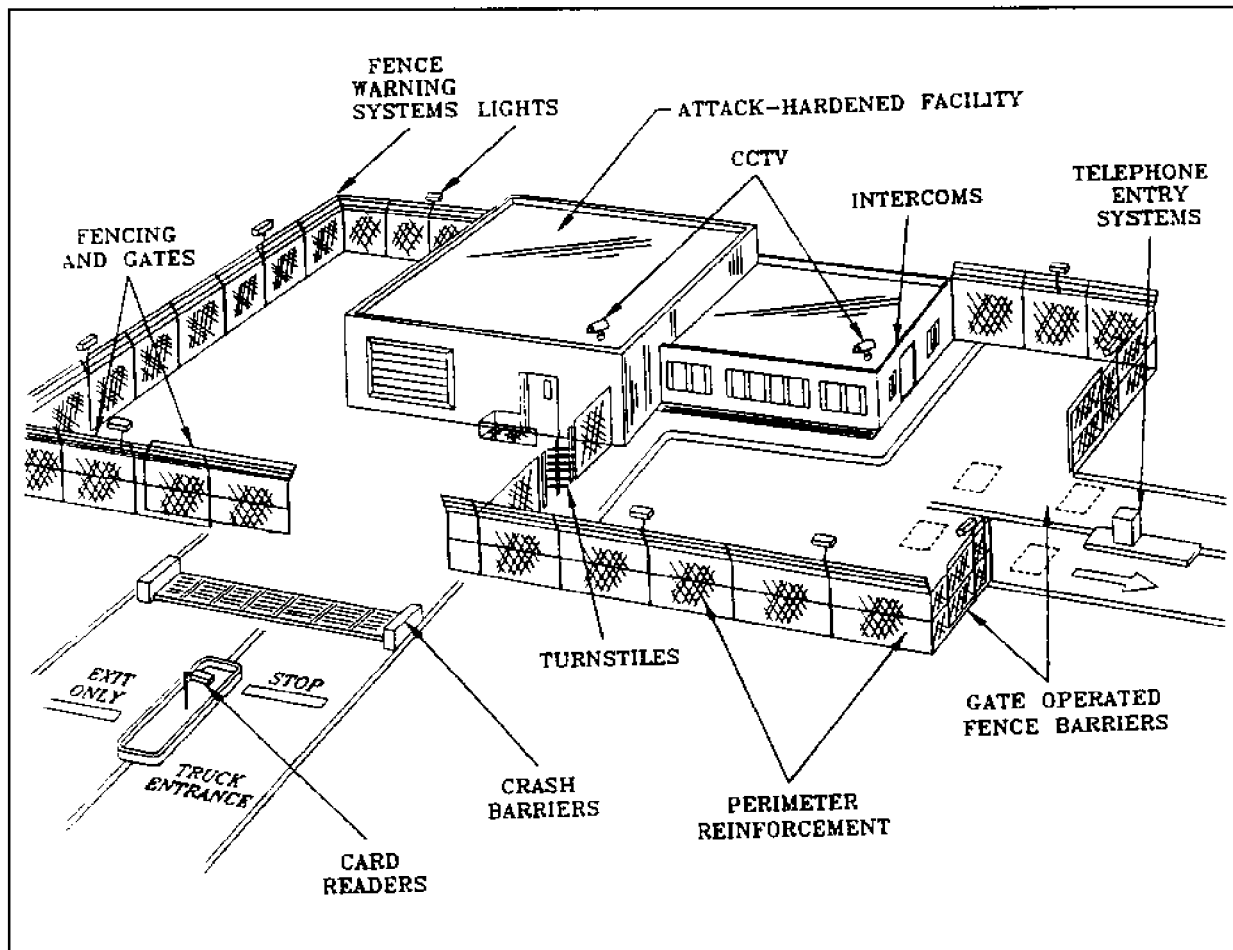 FENCE
WARNING
SYSTEMS
LIGHTS
ATTACK-HARDENED FACILITY
CCTV
INTERCOMS
TELEPHONE
ENTRY
SYSTEMS
FENCING
AND GATES
TURNSTILES
EXIT
ONLY
STOP
TRUCK
ENTRANCE
CRASH
BARRIERS
CARD
READERS
PERIMETER
REINFORCEMENT
GATE OPERATED
FENCE BARRIERS